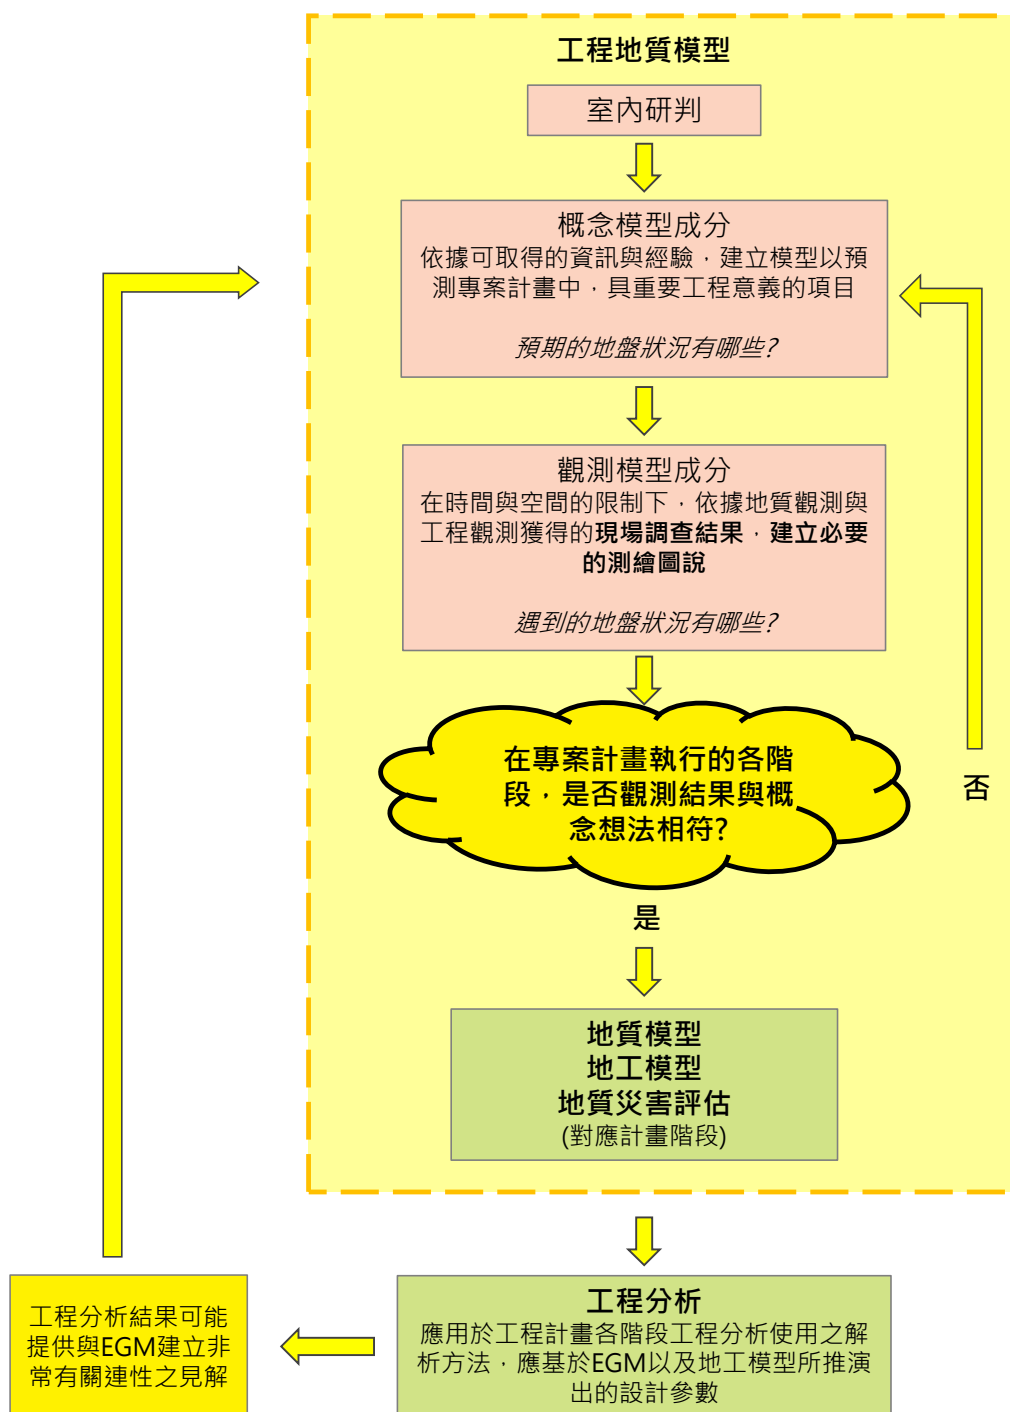 工程地質模型
室內研判
概念模型成分
依據可取得的資訊與經驗，建立模型以預
測專案計畫中，具重要工程意義的項目
預期的地盤狀況有哪些?
觀測模型成分
在時間與空間的限制下，依據地質觀測與
工程觀測獲得的現場調查結果，建立必要
的測繪圖說
遇到的地盤狀況有哪些?
在專案計畫執行的各階
段，是否觀測結果與概
念想法相符?
否
是
地質模型
地工模型
地質災害評估
(對應計畫階段)
工程分析
應用於工程計畫各階段工程分析使用之解
析方法，應基於EGM以及地工模型所推演
出的設計參數
工程分析結果可能
提供與EGM建立非
常有關連性之見解